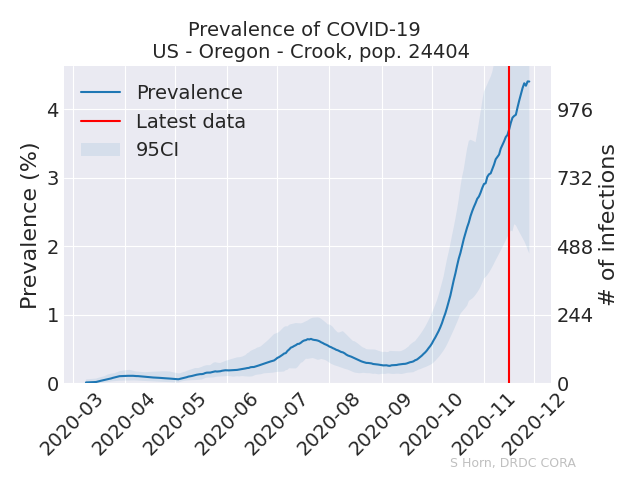 Prevalence of COVID-19
US - Oregon - Crook, pop. 24404
Prevalence
Latest data
95CI
Prevalence (%)
4
3
2
1
0
976
732
488
244
0
# of infections
2020-03
2020-04
2020-05
2020-06
2020-07
2020-08
2020-09
2020-10
2020-11
2020-12
S Horn, DRDC CORA